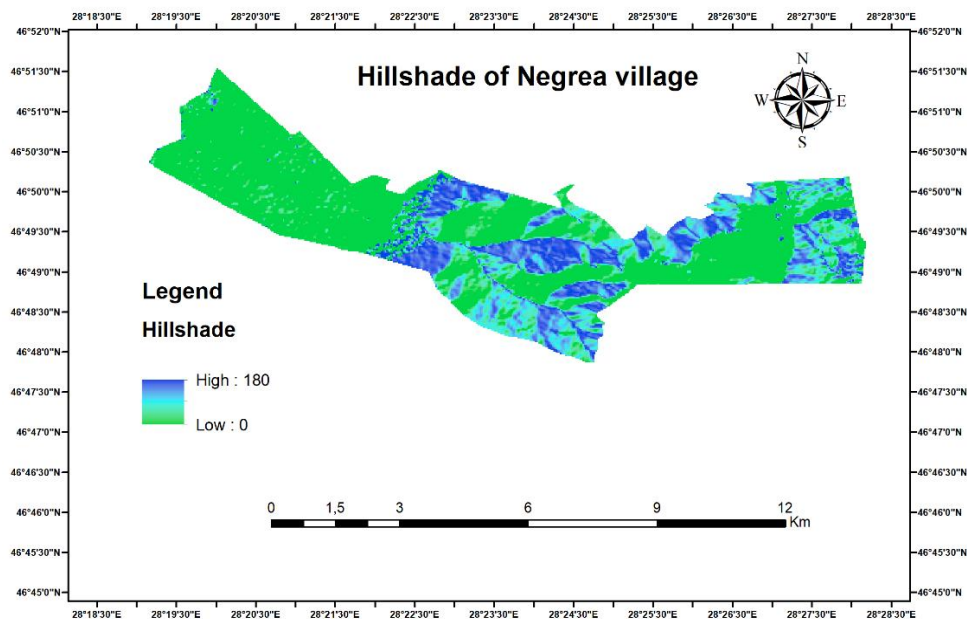 28°18'30"E 28°19'30"E 28°20'30"E 28°21'30"E 28°22'30"E 28°23'30"E 28°24'30"E 28°25'30"E 28°26'30"E 28°27'30"E 28°28'30"E
46°52'0"N 46°52'0"N
46°51'30"N 46°51'30"N
46°51'0"N 46°51'0"N
46°50'30"N 46°50'30"N
46°50'0"N 46°50'0"N
46°49'30"N 46°49'30"N
46°49'0"N 46°49'0"N
46°48'30"N 46°48'30"N
46°48'0"N 46°48'0"N
46°47'30"N 46°47'30"N
46°47'0"N 46°47'0"N
46°46'30"N 46°46'30"N
46°46'0"N 46°46'0"N
46°45'30"N 46°45'30"N
46°45'0"N 46°45'0"N
Hillshade of Negrea village
N
W E
S
Legend
Hillshade
High : 180
Low : 0
0 1,5 3 6 9 12
Km
28°18'30"E 28°19'30"E 28°20'30"E 28°21'30"E 28°22'30"E 28°23'30"E 28°24'30"E 28°25'30"E 28°26'30"E 28°27'30"E 28°28'30"E